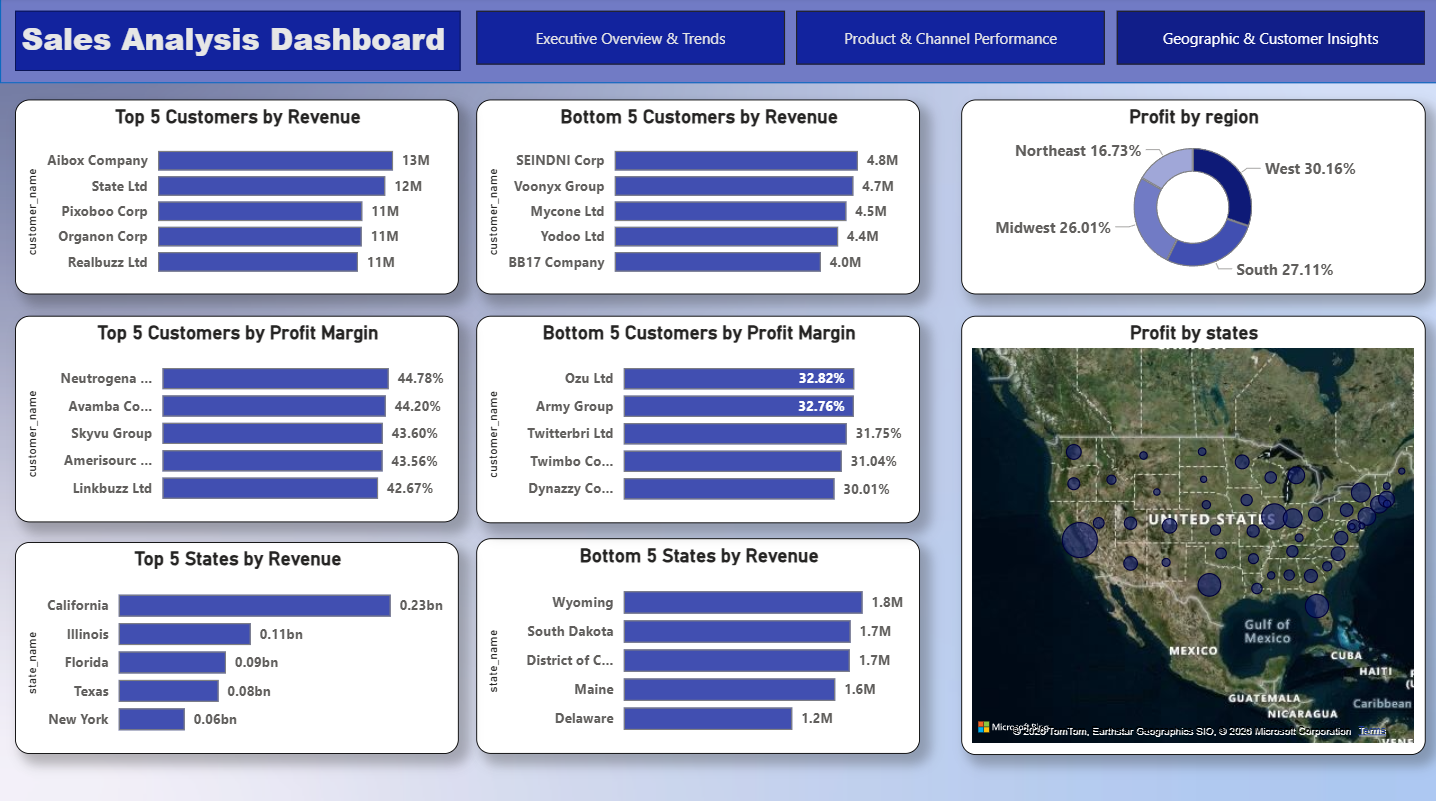 Sales Analysis Dashboard
Executive Overview & Trends
Product & Channel Performance
Geographic & Customer Insights
Top 5 Customers by Revenue
customer_name
Aibox Company 13M
State Ltd 12M
Pixoboo Corp 11M
Organon Corp 11M
Realbuzz Ltd 11M
Bottom 5 Customers by Revenue
customer_name
SEINDNI Corp 4.8M
Voonyx Group 4.7M
Mycone Ltd 4.5M
Yodoo Ltd 4.4M
BB17 Company 4.0M
Profit by region
Northeast 16.73%
West 30.16%
Midwest 26.01%
South 27.11%
Top 5 Customers by Profit Margin
customer_name
Neutrogena ... 44.78%
Avamba Co... 44.20%
Skyvu Group 43.60%
Amerisourc ... 43.56%
Linkbuzz Ltd 42.67%
Bottom 5 Customers by Profit Margin
customer_name
Ozu Ltd 32.82%
Army Group 32.76%
Twitterbri Ltd 31.75%
Twimbo Co... 31.04%
Dynazzy Co... 30.01%
Profit by states
UNITED STATES
Gulf of
Mexico
MEXICO
CUBA
HAITI
GUATEMALA
Caribbean
NICARAGUA
Microsoft Bing
© 2026 TomTom, Earthstar Geographics SIO, © 2026 Microsoft Corporation Terms
Top 5 States by Revenue
state_name
California 0.23bn
Illinois 0.11bn
Florida 0.09bn
Texas 0.08bn
New York 0.06bn
Bottom 5 States by Revenue
state_name
Wyoming 1.8M
South Dakota 1.7M
District of C... 1.7M
Maine 1.6M
Delaware 1.2M